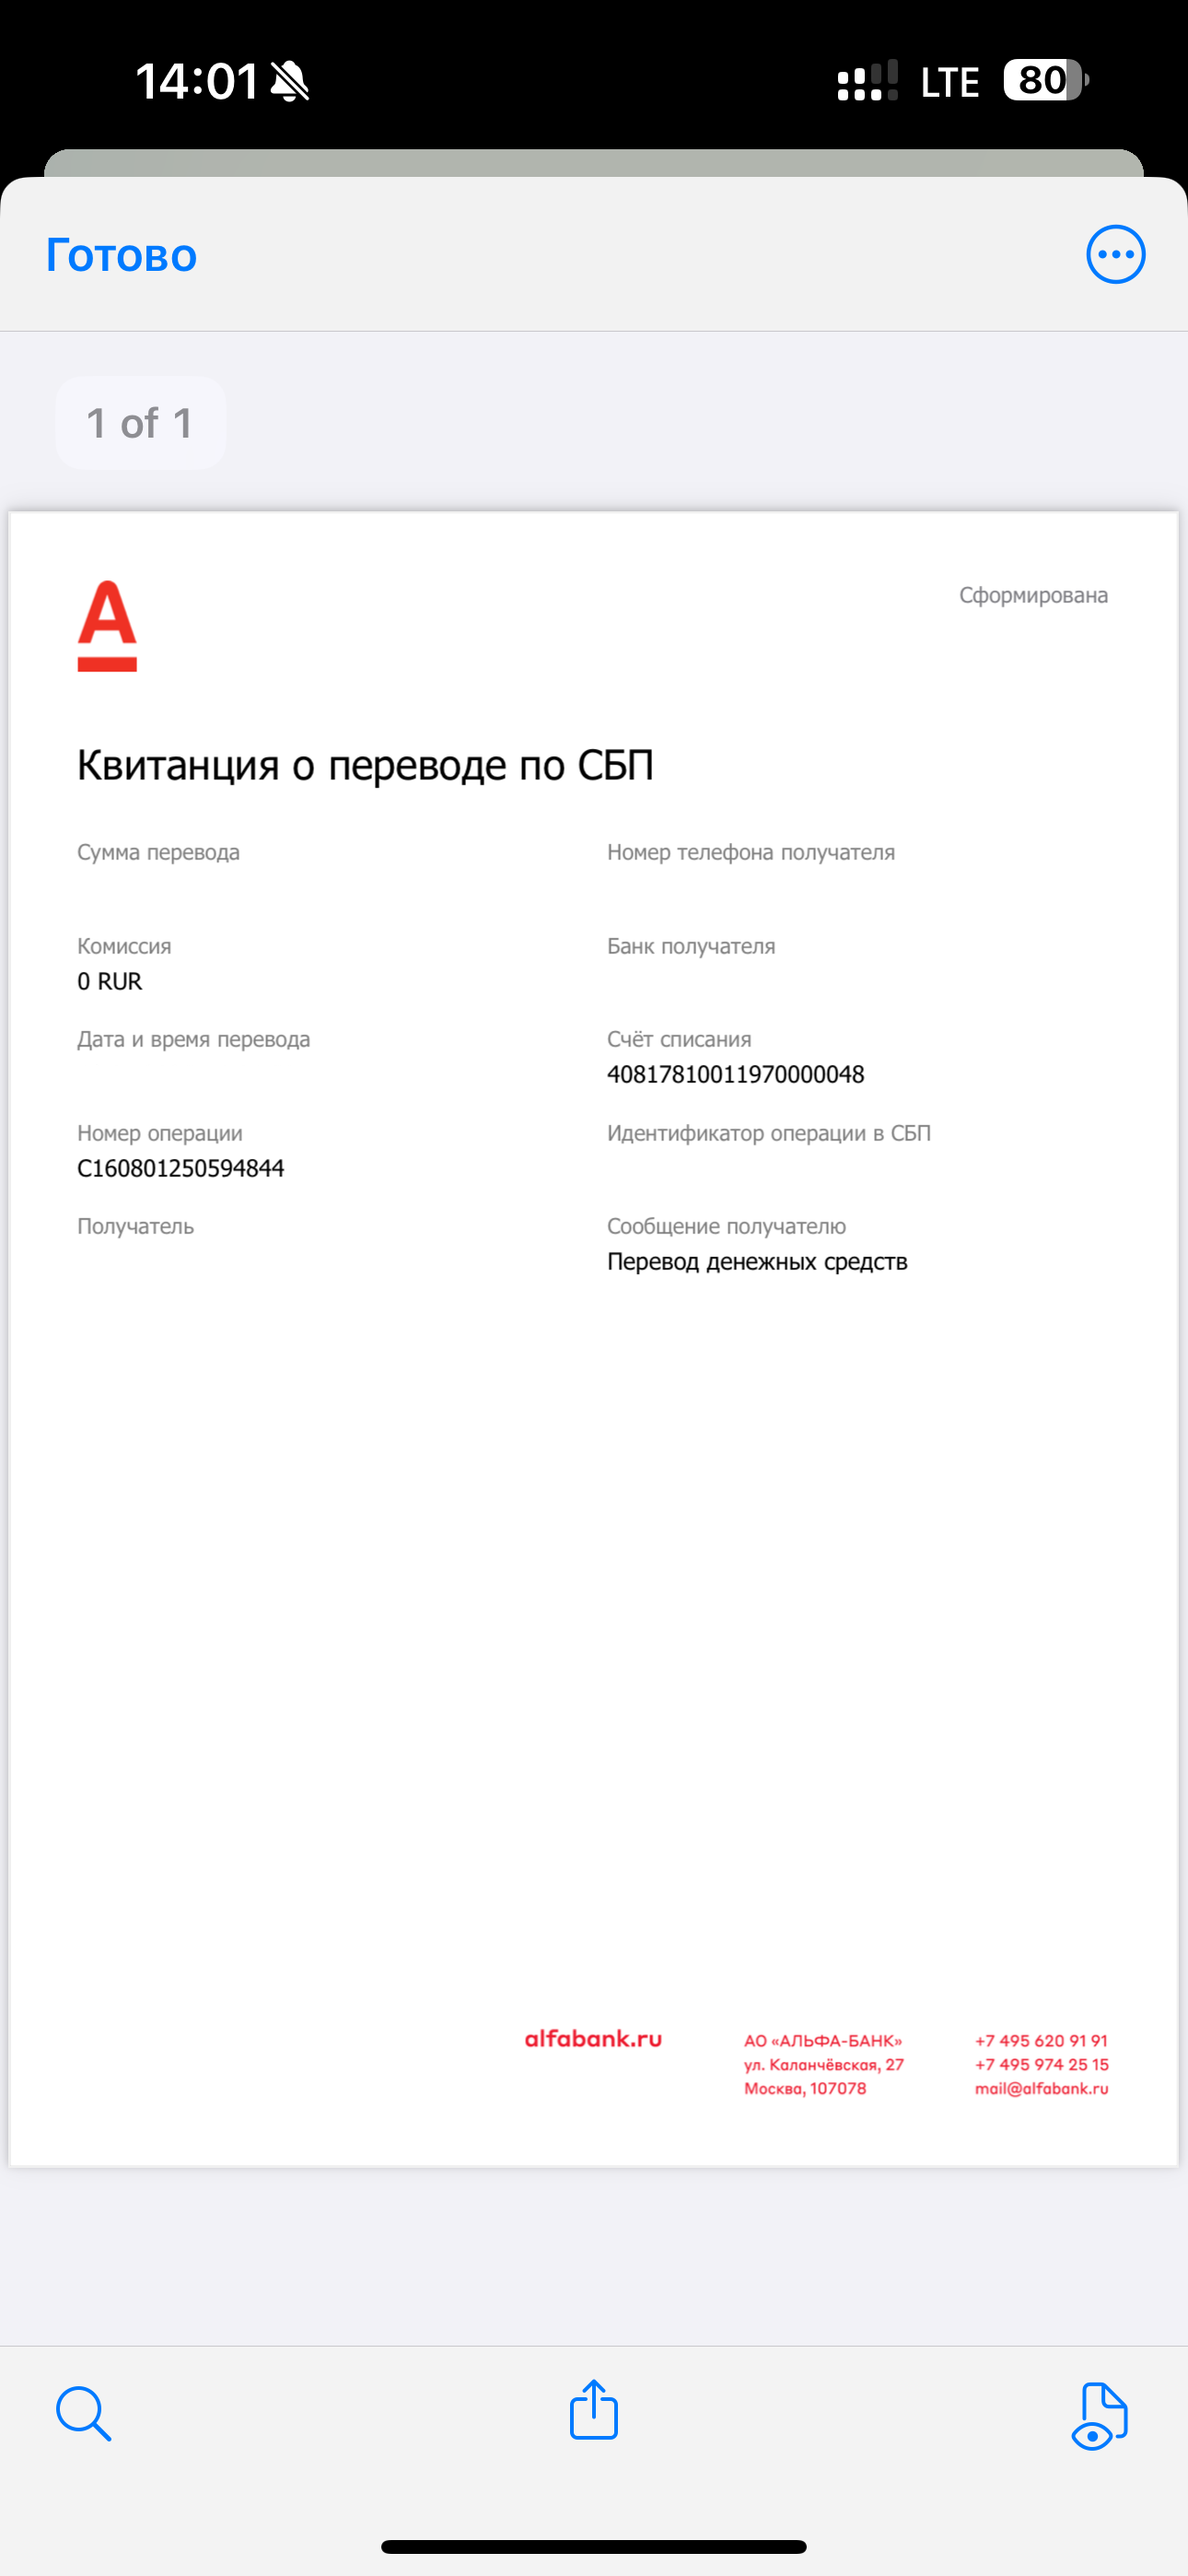 14:01
LTE
80
Готово
1 of 1
А
Сформирована
Квитанция о переводе по СБП
Сумма перевода
Номер телефона получателя
Комиссия
0 RUR
Банк получателя
Дата и время перевода
Счёт списания
40817810011970000048
Номер операции
C160801250594844
Идентификатор операции в СБП
Получатель
Сообщение получателю
Перевод денежных средств
alfabank.ru
АО «АЛЬФА-БАНК»
ул. Каланчёвская, 27
Москва, 107078
+7 495 620 91 91
+7 495 974 25 15
mail@alfabank.ru